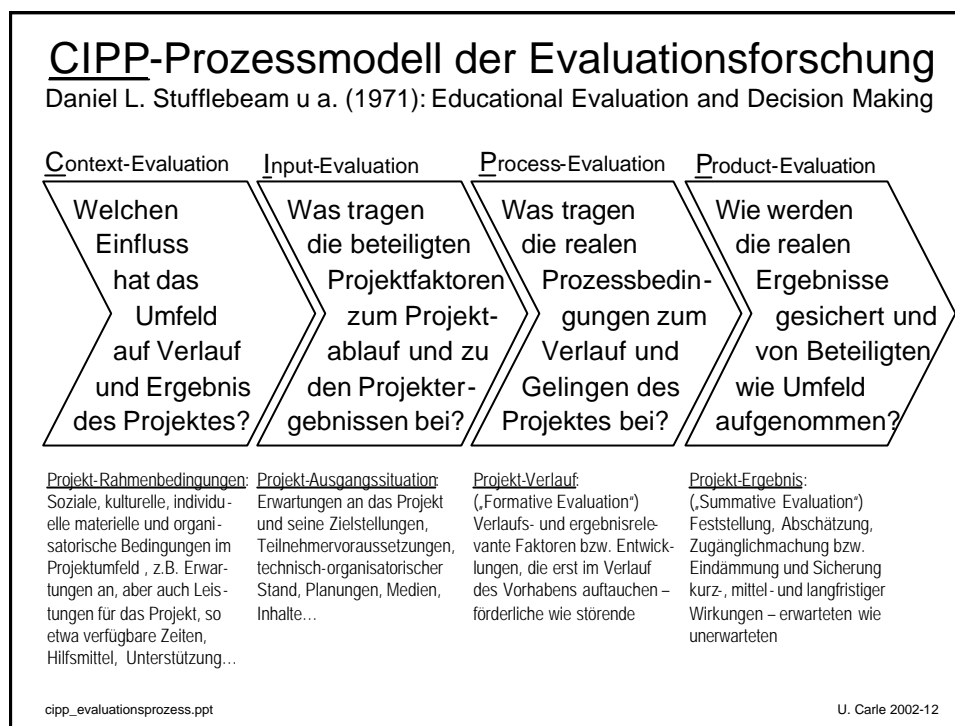 CIPP-Prozessmodell der Evaluationsforschung
Daniel L. Stufflebeam u a. (1971): Educational Evaluation and Decision Making
Context-Evaluation
Welchen
Einfluss
hat das
Umfeld
auf Verlauf
und Ergebnis
des Projektes?
Input-Evaluation
Was tragen
die beteiligten
Projektfaktoren
zum Projekt-
ablauf und zu
den Projekter-
gebnissen bei?
Process-Evaluation
Was tragen
die realen
Prozessbedin-
gungen zum
Verlauf und
Gelingen des
Projektes bei?
Product-Evaluation
Wie werden
die realen
Ergebnisse
gesichert und
von Beteiligten
wie Umfeld
aufgenommen?
Projekt-Rahmenbedingungen:
Soziale, kulturelle, individu-
elle materielle und organi-
satorische Bedingungen im
Projektumfeld , z.B. Erwar-
tungen an, aber auch Leis-
tungen für das Projekt, so
etwa verfügbare Zeiten,
Hilfsmittel, Unterstützung…
Projekt-Ausgangssituation:
Erwartungen an das Projekt
und seine Zielstellungen,
Teilnehmervoraussetzungen,
technisch-organisatorischer
Stand, Planungen, Medien,
Inhalte…
Projekt-Verlauf:
(„Formative Evaluation“)
Verlaufs- und ergebnisrele-
vante Faktoren bzw. Entwick-
lungen, die erst im Verlauf
des Vorhabens auftauchen –
förderliche wie störende
Projekt-Ergebnis:
(„Summative Evaluation“)
Feststellung, Abschätzung,
Zugänglichmachung bzw.
Eindämmung und Sicherung
kurz-, mittel- und langfristiger
Wirkungen – erwarteten wie
unerwarteten
cipp_evaluationsprozess.ppt
U. Carle 2002-12